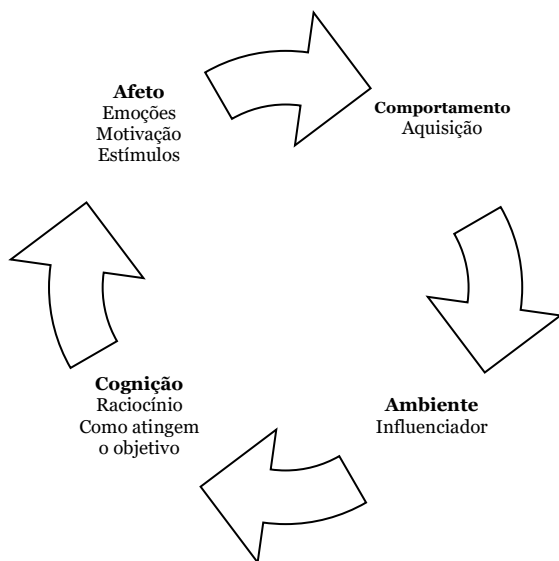 Afeto
Emoções
Motivação
Estímulos
Comportamento
Aquisição
Ambiente
Influenciador
Cognição
Raciocínio
Como atingem
o objetivo